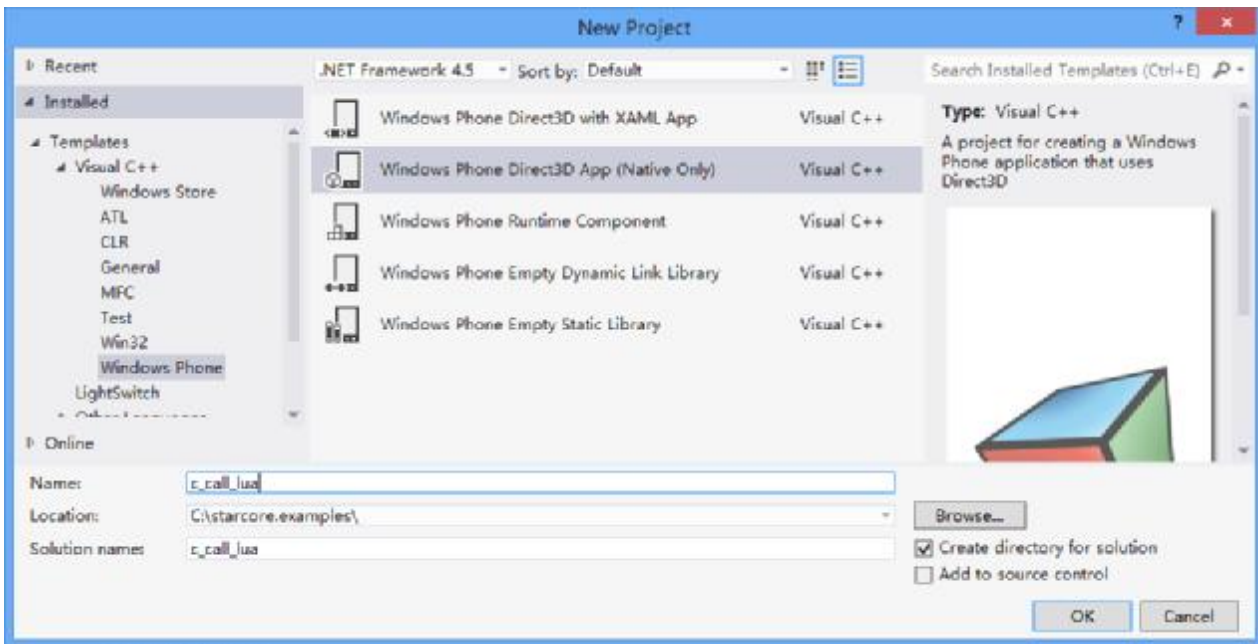 New Project
?
Recent
Installed
Templates
Visual C++
Windows Store
ATL
CLR
General
MFC
Test
Win32
Windows Phone
LightSwitch
Online
.NET Framework 4.5
Sort by: Default
Windows Phone Direct3D with XAML App Visual C++
Windows Phone Direct3D App (Native Only) Visual C++
Windows Phone Runtime Component Visual C++
Windows Phone Empty Dynamic Link Library Visual C++
Windows Phone Empty Static Library Visual C++
Search Installed Templates (Ctrl+E)
Type: Visual C++
A project for creating a Windows
Phone application that uses
Direct3D
Name: c_call_lua
Location: C:\starcore.examples\
Solution name: c_call_lua
Browse...
Create directory for solution
Add to source control
OK Cancel